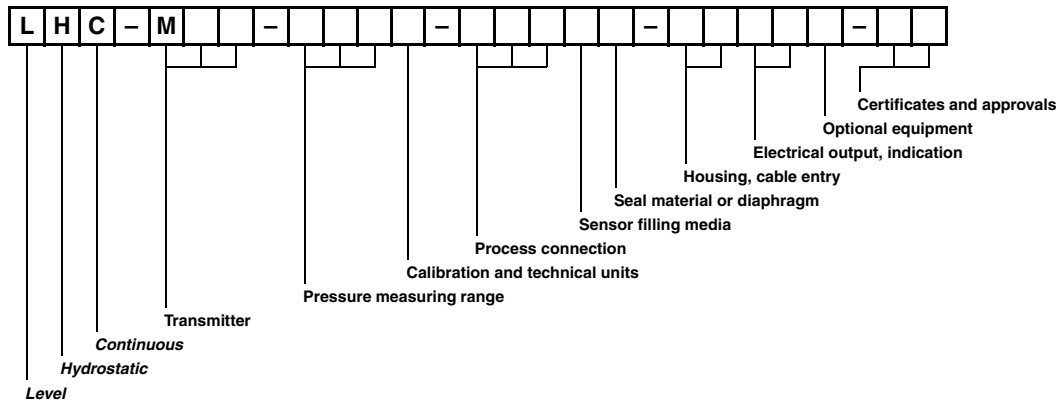 L H C – M – – – –
Certificates and approvals
Optional equipment
Electrical output, indication
Housing, cable entry
Seal material or diaphragm
Sensor filling media
Process connection
Calibration and technical units
Pressure measuring range
Transmitter
Continuous
Hydrostatic
Level